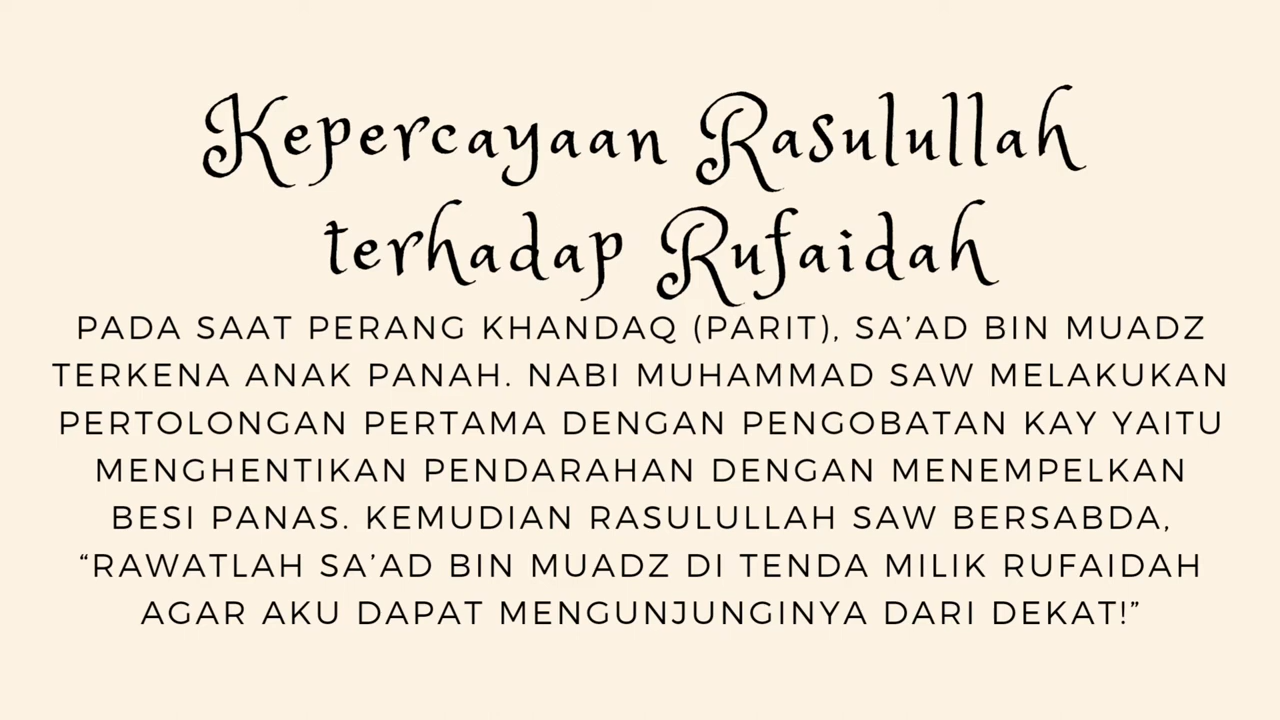 Kepercayaan Rasulullah
terhadap Rufaidah
PADA SAAT PERANG KHANDAQ (PARIT), SA’AD BIN MUADZ
TERKENA ANAK PANAH. NABI MUHAMMAD SAW MELAKUKAN
PERTOLONGAN PERTAMA DENGAN PENGOBATAN KAY YAITU
MENGHENTIKAN PENDARAHAN DENGAN MENEMPELKAN
BESI PANAS. KEMUDIAN RASULULLAH SAW BERSABDA,
“RAWATLAH SA’AD BIN MUADZ DI TENDA MILIK RUFAIDAH
AGAR AKU DAPAT MENGUNJUNGINYA DARI DEKAT!”